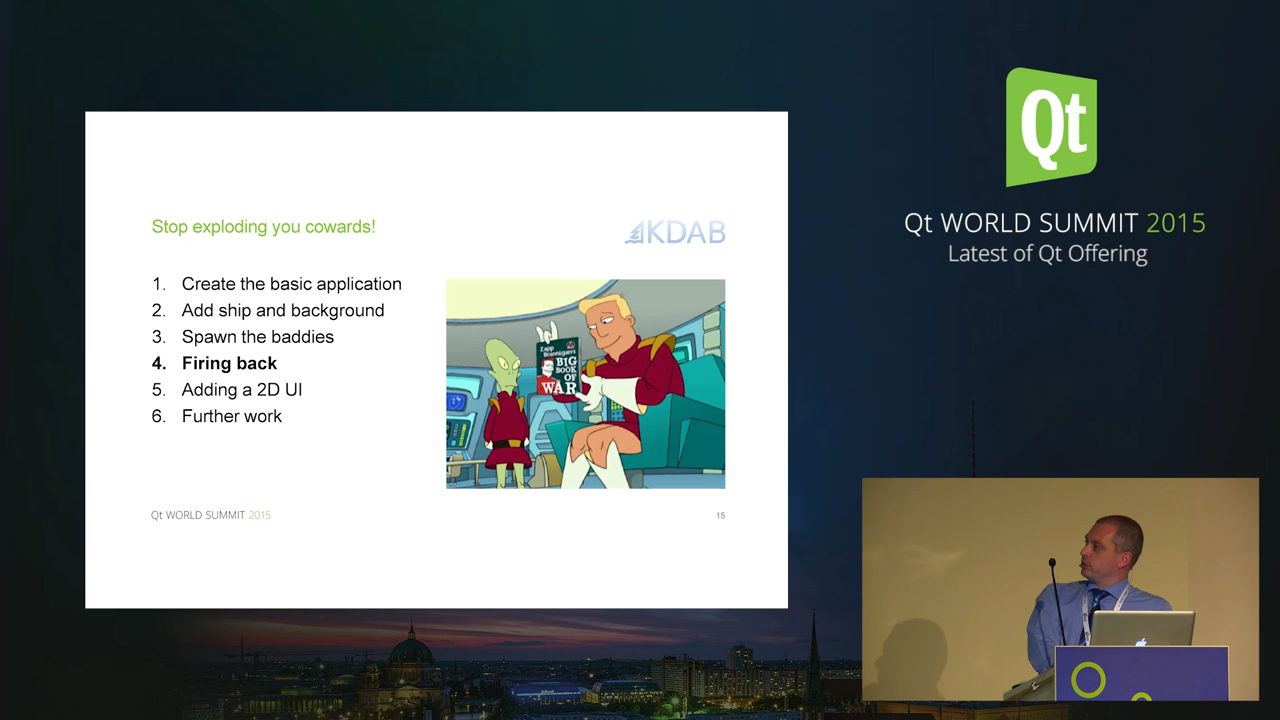 Stop exploding you cowards!
KDAB
1. Create the basic application
2. Add ship and background
3. Spawn the baddies
4. Firing back
5. Adding a 2D UI
6. Further work
Zapp
Brannigan's
BIG
BOOK
OF
WAR
Qt WORLD SUMMIT 2015
15
Qt
Qt WORLD SUMMIT 2015
Latest of Qt Offering